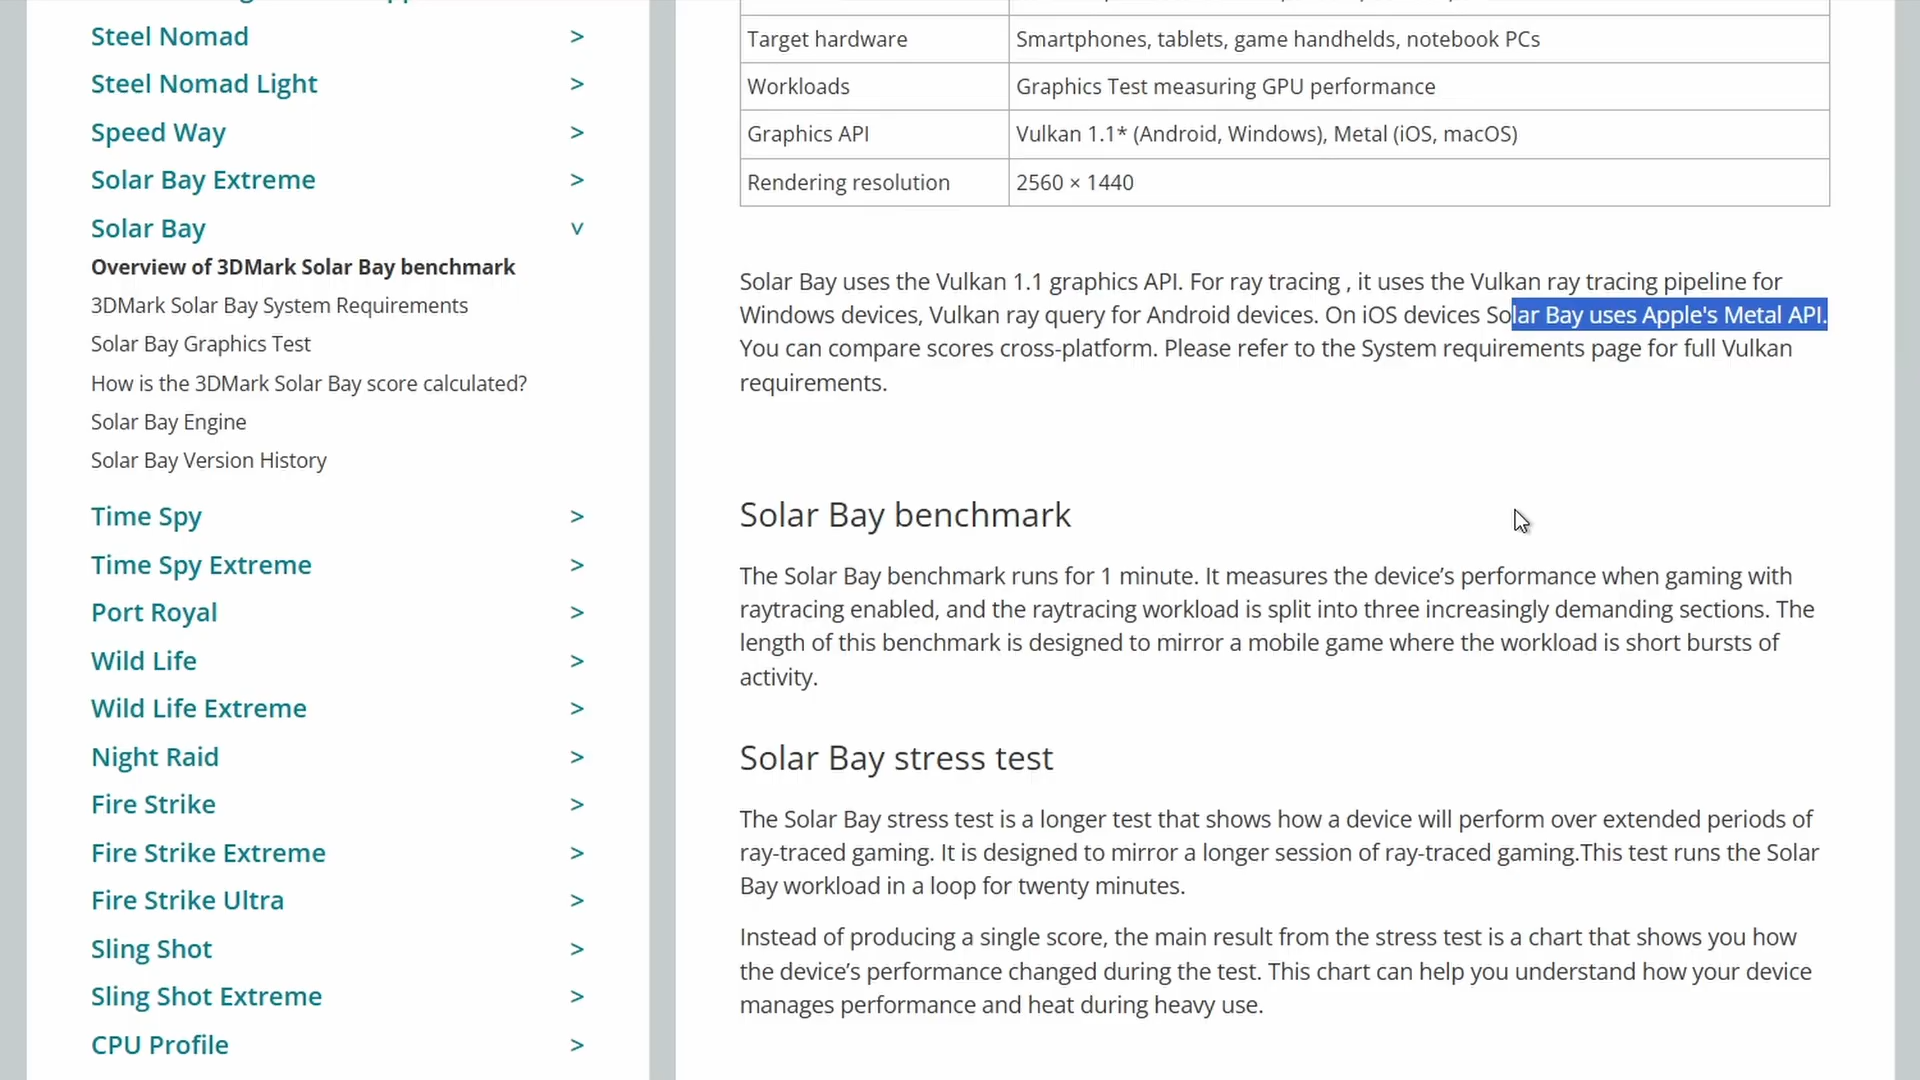 Steel Nomad >
Steel Nomad Light >
Speed Way >
Solar Bay Extreme >
Solar Bay v
Overview of 3DMark Solar Bay benchmark
3DMark Solar Bay System Requirements
Solar Bay Graphics Test
How is the 3DMark Solar Bay score calculated?
Solar Bay Engine
Solar Bay Version History
Time Spy >
Time Spy Extreme >
Port Royal >
Wild Life >
Wild Life Extreme >
Night Raid >
Fire Strike >
Fire Strike Extreme >
Fire Strike Ultra >
Sling Shot >
Sling Shot Extreme >
CPU Profile >
Target hardware Smartphones, tablets, game handhelds, notebook PCs
Workloads Graphics Test measuring GPU performance
Graphics API Vulkan 1.1* (Android, Windows), Metal (iOS, macOS)
Rendering resolution 2560 × 1440
Solar Bay uses the Vulkan 1.1 graphics API. For ray tracing , it uses the Vulkan ray tracing pipeline for
Windows devices, Vulkan ray query for Android devices. On iOS devices Solar Bay uses Apple's Metal API.
You can compare scores cross-platform. Please refer to the System requirements page for full Vulkan
requirements.
Solar Bay benchmark
The Solar Bay benchmark runs for 1 minute. It measures the device’s performance when gaming with
raytracing enabled, and the raytracing workload is split into three increasingly demanding sections. The
length of this benchmark is designed to mirror a mobile game where the workload is short bursts of
activity.
Solar Bay stress test
The Solar Bay stress test is a longer test that shows how a device will perform over extended periods of
ray-traced gaming. It is designed to mirror a longer session of ray-traced gaming.This test runs the Solar
Bay workload in a loop for twenty minutes.
Instead of producing a single score, the main result from the stress test is a chart that shows you how
the device’s performance changed during the test. This chart can help you understand how your device
manages performance and heat during heavy use.